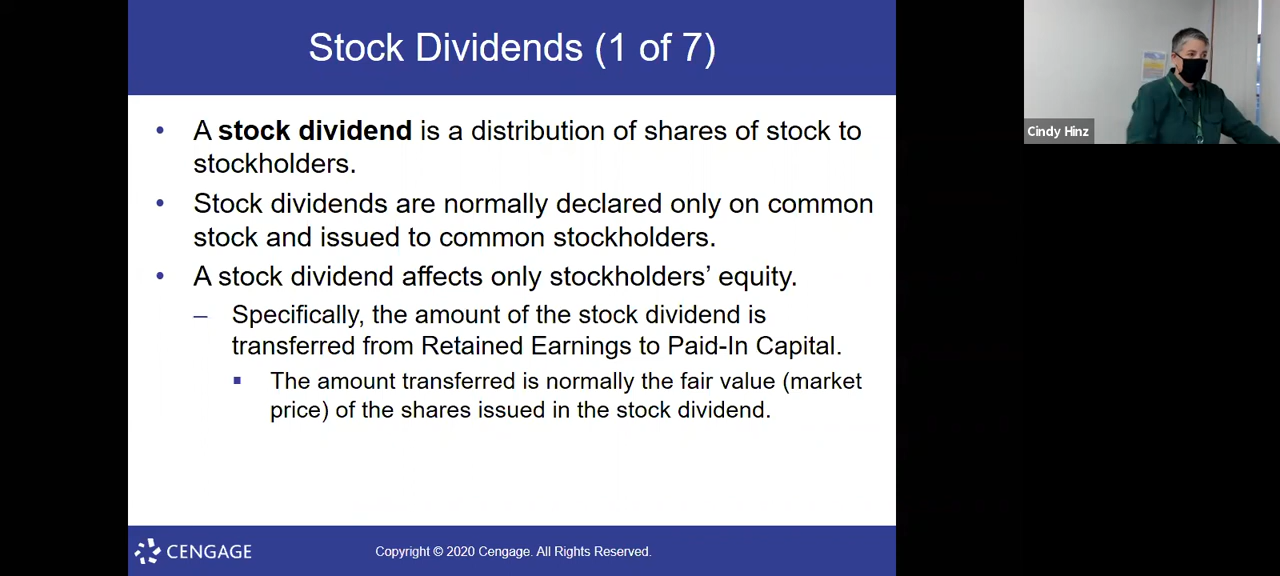 Stock Dividends (1 of 7)
• A stock dividend is a distribution of shares of stock to
stockholders.
• Stock dividends are normally declared only on common
stock and issued to common stockholders.
• A stock dividend affects only stockholders’ equity.
– Specifically, the amount of the stock dividend is
transferred from Retained Earnings to Paid-In Capital.
▪ The amount transferred is normally the fair value (market
price) of the shares issued in the stock dividend.
CENGAGE
Copyright © 2020 Cengage. All Rights Reserved.
Cindy Hinz